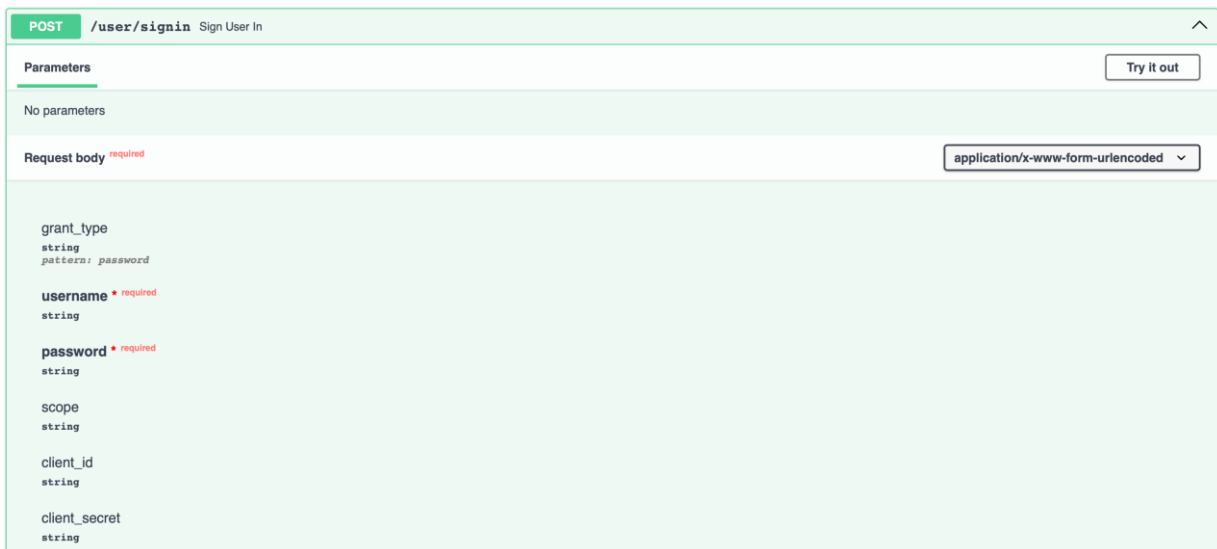 POST /user/signin Sign User In
Parameters
Try it out
No parameters
Request body required
application/x-www-form-urlencoded
grant_type
string
pattern: password
username * required
string
password * required
string
scope
string
client_id
string
client_secret
string